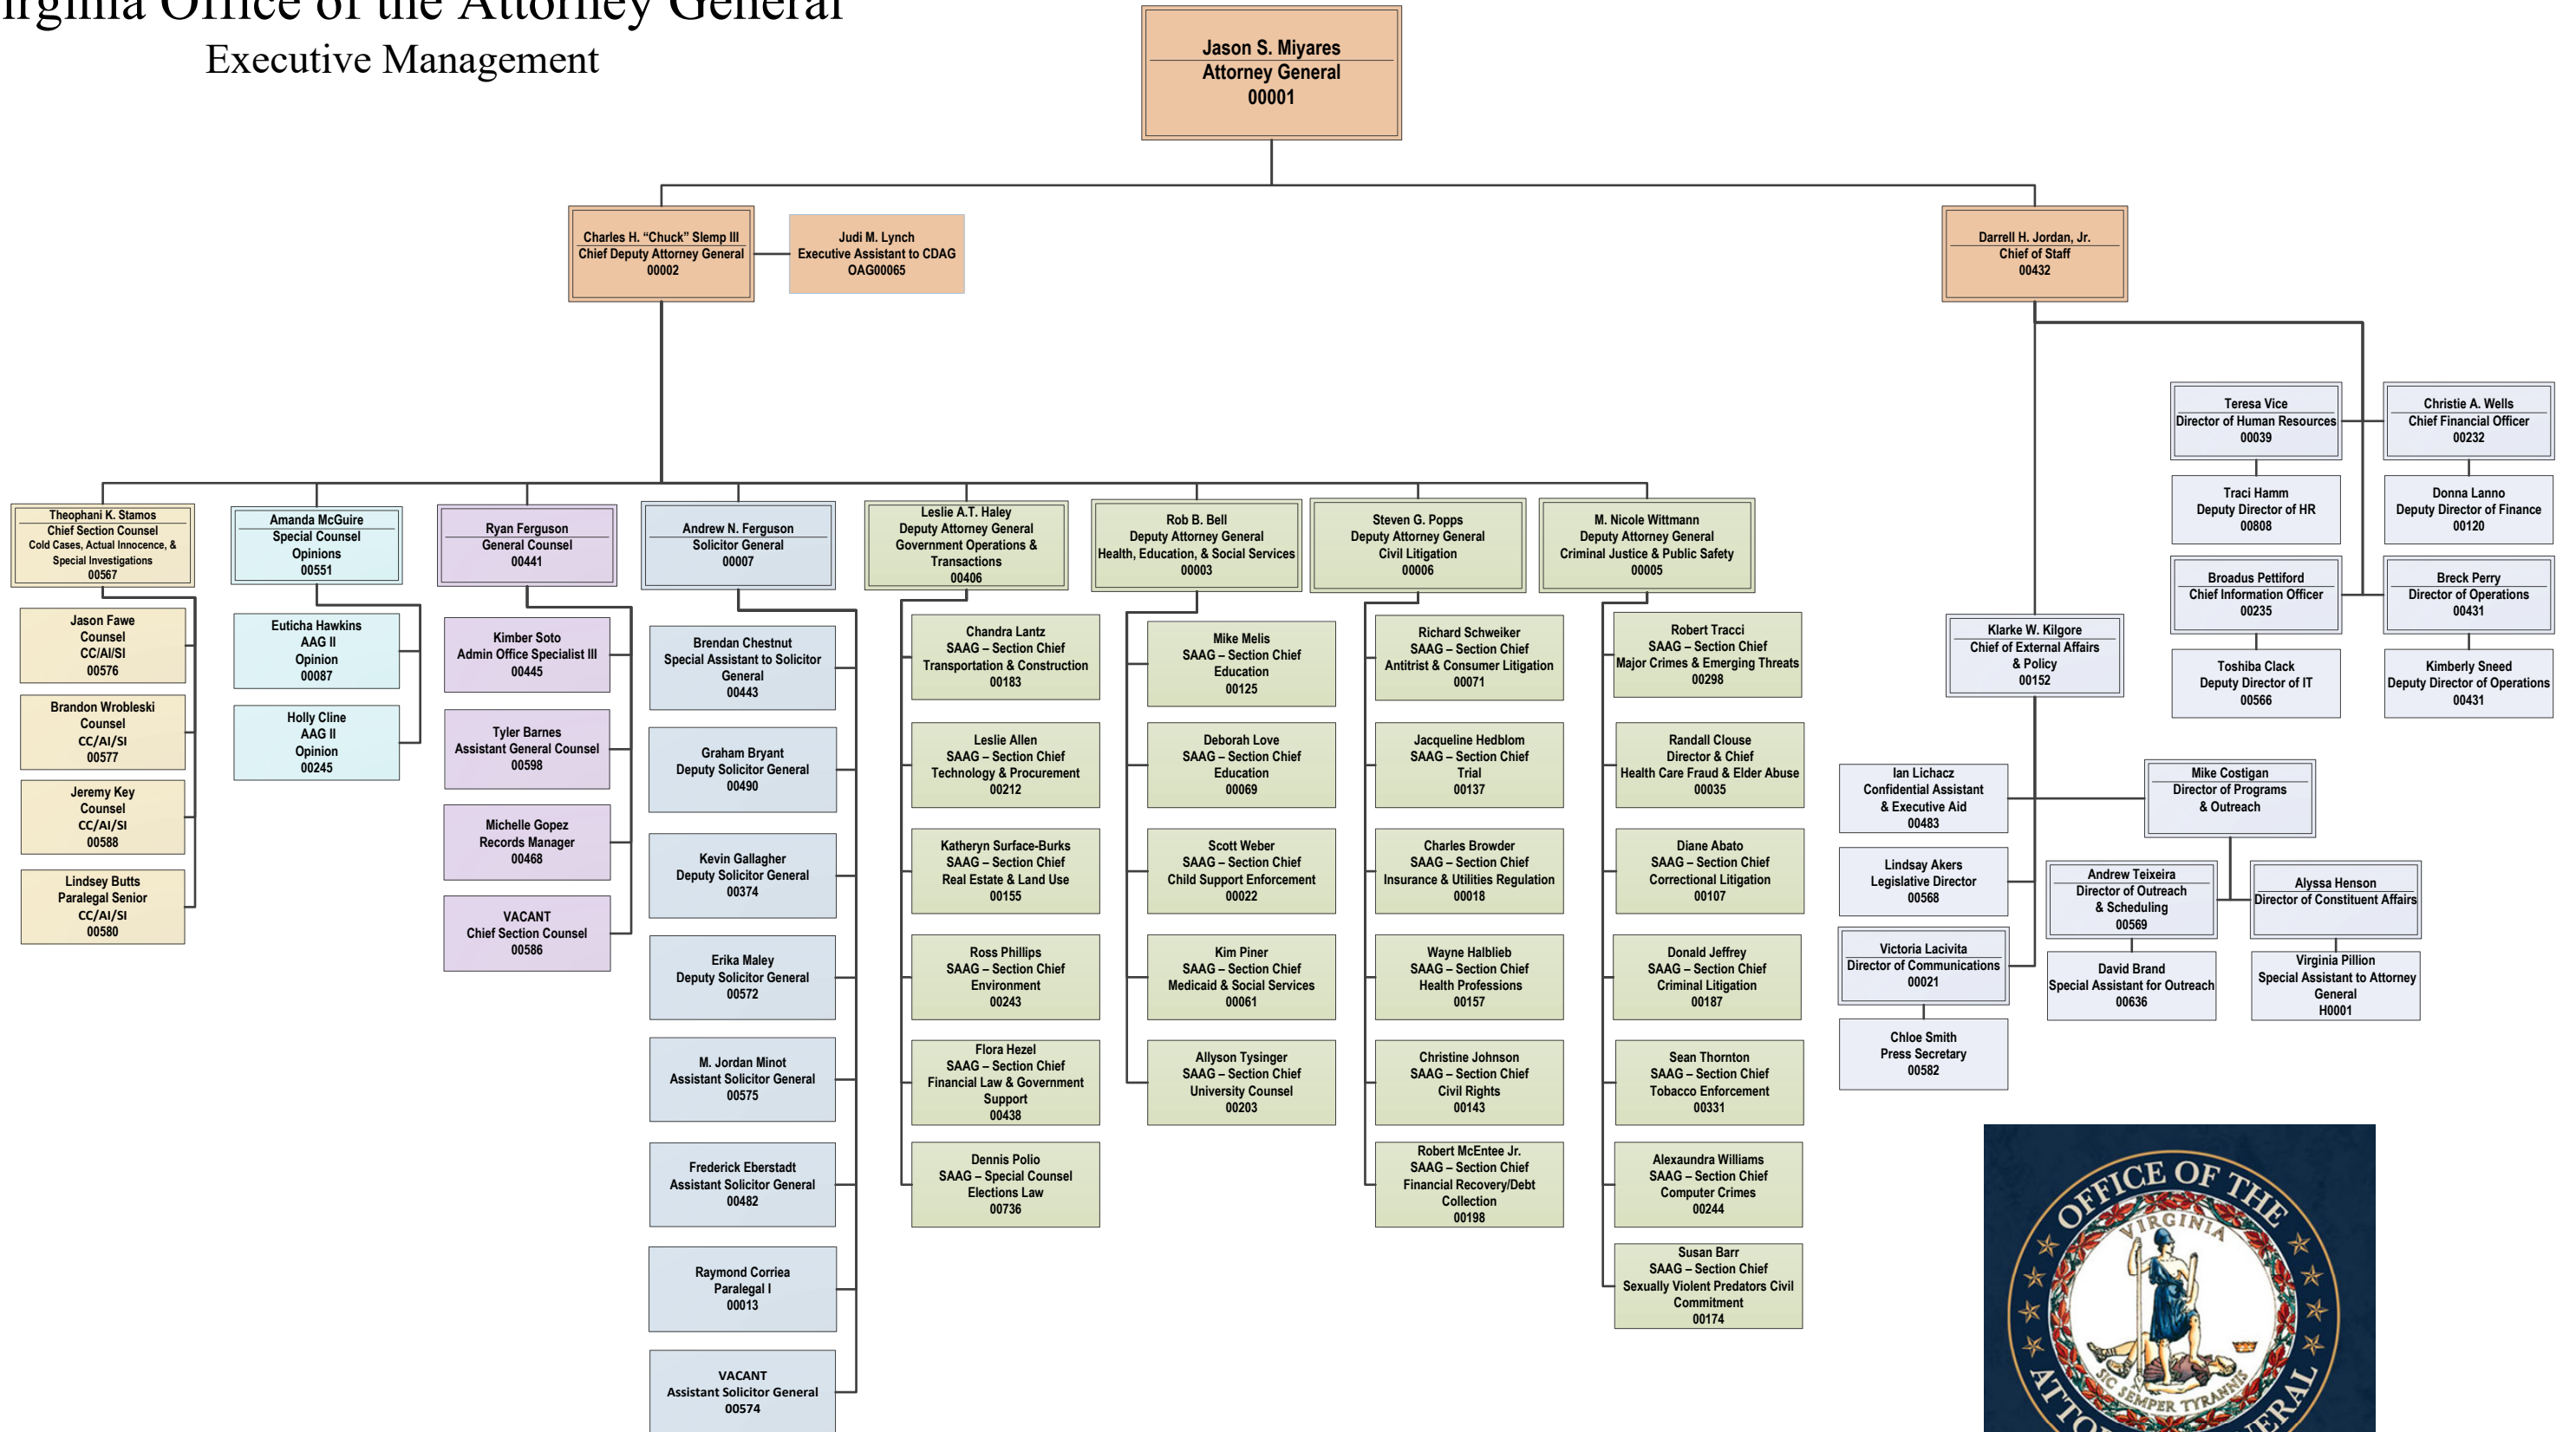 irginia Office of the Attorney General
Executive Management
Jason S. Miyares
Attorney General
00001
Charles H. “Chuck” Slemp III
Chief Deputy Attorney General
00002
Judi M. Lynch
Executive Assistant to CDAG
OAG00065
Darrell H. Jordan, Jr.
Chief of Staff
00432
Teresa Vice
Director of Human Resources
00039
Christie A. Wells
Chief Financial Officer
00232
Traci Hamm
Deputy Director of HR
00808
Donna Lanno
Deputy Director of Finance
00120
Broadus Pettiford
Chief Information Officer
00235
Breck Perry
Director of Operations
00431
Toshiba Clack
Deputy Director of IT
00566
Kimberly Sneed
Deputy Director of Operations
00431
Theophani K. Stamos
Chief Section Counsel
Cold Cases, Actual Innocence, &
Special Investigations
00567
Jason Fawe
Counsel
CC/AI/SI
00576
Brandon Wrobleski
Counsel
CC/AI/SI
00577
Jeremy Key
Counsel
CC/AI/SI
00588
Lindsey Butts
Paralegal Senior
CC/AI/SI
00580
Amanda McGuire
Special Counsel
Opinions
00551
Euticha Hawkins
AAG II
Opinion
00087
Holly Cline
AAG II
Opinion
00245
Ryan Ferguson
General Counsel
00441
Kimber Soto
Admin Office Specialist III
00445
Tyler Barnes
Assistant General Counsel
00598
Michelle Gopez
Records Manager
00468
VACANT
Chief Section Counsel
00586
Andrew N. Ferguson
Solicitor General
00007
Brendan Chestnut
Special Assistant to Solicitor
General
00443
Graham Bryant
Deputy Solicitor General
00490
Kevin Gallagher
Deputy Solicitor General
00374
Erika Maley
Deputy Solicitor General
00572
M. Jordan Minot
Assistant Solicitor General
00575
Frederick Eberstadt
Assistant Solicitor General
00482
Raymond Corriea
Paralegal I
00013
VACANT
Assistant Solicitor General
00574
Leslie A.T. Haley
Deputy Attorney General
Government Operations &
Transactions
00406
Chandra Lantz
SAAG – Section Chief
Transportation & Construction
00183
Leslie Allen
SAAG – Section Chief
Technology & Procurement
00212
Katheryn Surface-Burks
SAAG – Section Chief
Real Estate & Land Use
00155
Ross Phillips
SAAG – Section Chief
Environment
00243
Flora Hezel
SAAG – Section Chief
Financial Law & Government
Support
00438
Dennis Polio
SAAG – Special Counsel
Elections Law
00736
Rob B. Bell
Deputy Attorney General
Health, Education, & Social Services
00003
Mike Melis
SAAG – Section Chief
Education
00125
Deborah Love
SAAG – Section Chief
Education
00069
Scott Weber
SAAG – Section Chief
Child Support Enforcement
00022
Kim Piner
SAAG – Section Chief
Medicaid & Social Services
00061
Allyson Tysinger
SAAG – Section Chief
University Counsel
00203
Steven G. Popps
Deputy Attorney General
Civil Litigation
00006
Richard Schweiker
SAAG – Section Chief
Antitrist & Consumer Litigation
00071
Jacqueline Hedblom
SAAG – Section Chief
Trial
00137
Charles Browder
SAAG – Section Chief
Insurance & Utilities Regulation
00018
Wayne Halblieb
SAAG – Section Chief
Health Professions
00157
Christine Johnson
SAAG – Section Chief
Civil Rights
00143
Robert McEntee Jr.
SAAG – Section Chief
Financial Recovery/Debt
Collection
00198
M. Nicole Wittmann
Deputy Attorney General
Criminal Justice & Public Safety
00005
Robert Tracci
SAAG – Section Chief
Major Crimes & Emerging Threats
00298
Randall Clouse
Director & Chief
Health Care Fraud & Elder Abuse
00035
Diane Abato
SAAG – Section Chief
Correctional Litigation
00107
Donald Jeffrey
SAAG – Section Chief
Criminal Litigation
00187
Sean Thornton
SAAG – Section Chief
Tobacco Enforcement
00331
Alexaundra Williams
SAAG – Section Chief
Computer Crimes
00244
Susan Barr
SAAG – Section Chief
Sexually Violent Predators Civil
Commitment
00174
Klarke W. Kilgore
Chief of External Affairs
& Policy
00152
Ian Lichacz
Confidential Assistant
& Executive Aid
00483
Mike Costigan
Director of Programs
& Outreach
Lindsay Akers
Legislative Director
00568
Andrew Teixeira
Director of Outreach
& Scheduling
00569
Alyssa Henson
Director of Constituent Affairs
Victoria Lacivita
Director of Communications
00021
David Brand
Special Assistant for Outreach
00636
Virginia Pillion
Special Assistant to Attorney
General
H0001
Chloe Smith
Press Secretary
00582
OFFICE OF THE
VIRGINIA
SIC SEMPER TYRANNIS